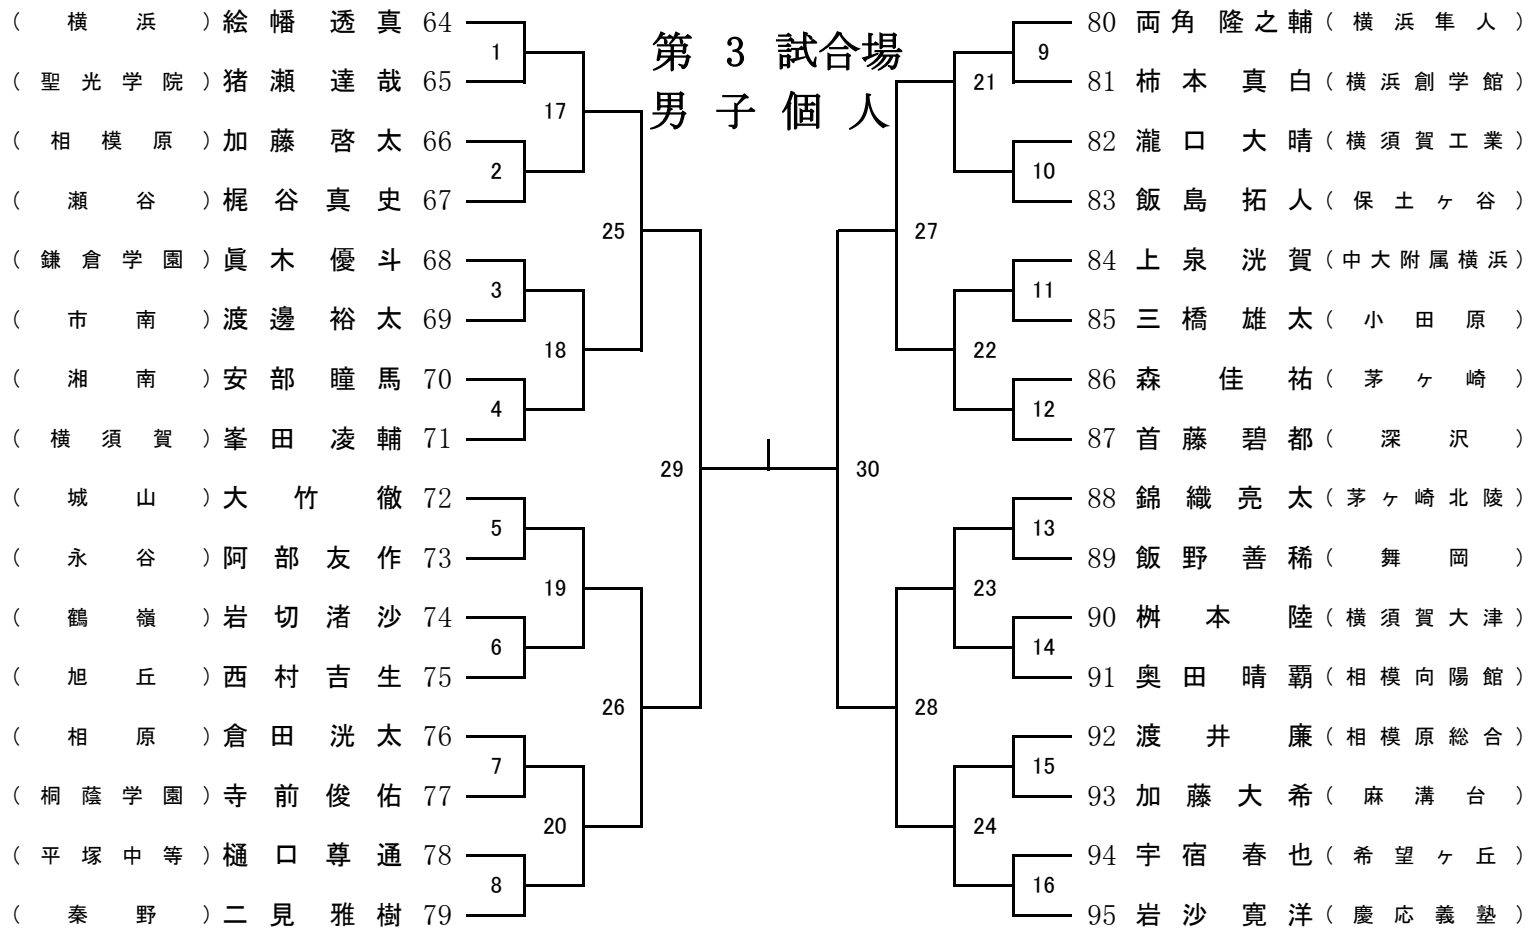 第3試合場
男子個人
（横浜）絵幡透真 64
（聖光学院）猪瀬達哉 65
（相模原）加藤啓太 66
（瀬谷）梶谷真史 67
（鎌倉学園）眞木優斗 68
（市南）渡邊裕太 69
（湘南）安部瞳馬 70
（横須賀）峯田凌輔 71
（城山）大竹徹 72
（永谷）阿部友作 73
（鶴嶺）岩切渚沙 74
（旭丘）西村吉生 75
（相原）倉田洸太 76
（桐蔭学園）寺前俊佑 77
（平塚中等）樋口尊通 78
（秦野）二見雅樹 79
1
2
3
4
5
6
7
8
17
18
19
20
25
26
29
30
27
28
21
22
23
24
9
10
11
12
13
14
15
16
80 両角隆之輔（横浜隼人）
81 柿本真白（横浜創学館）
82 瀧口大晴（横須賀工業）
83 飯島拓人（保土ヶ谷）
84 上泉洸賀（中大附属横浜）
85 三橋雄太（小田原）
86 森佳祐（茅ヶ崎）
87 首藤碧都（深沢）
88 錦織亮太（茅ヶ崎北陵）
89 飯野善稀（舞岡）
90 桝本陸（横須賀大津）
91 奥田晴覇（相模向陽館）
92 渡井廉（相模原総合）
93 加藤大希（麻溝台）
94 宇宿春也（希望ヶ丘）
95 岩沙寛洋（慶応義塾）